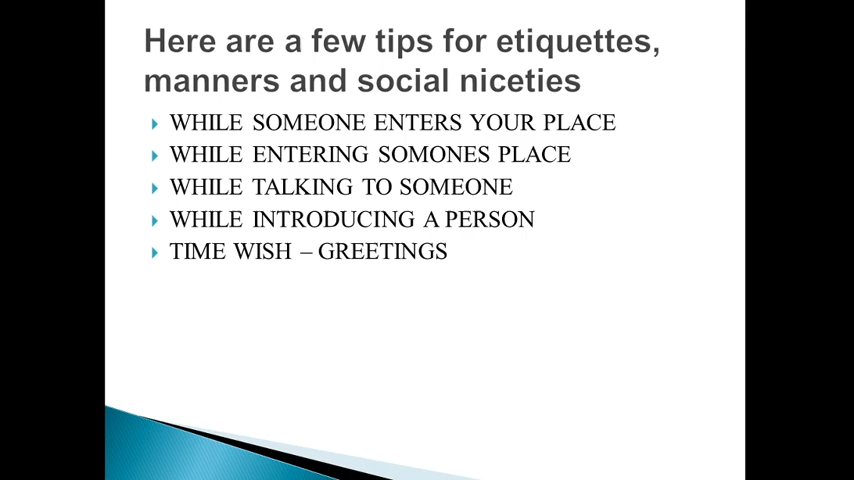 Here are a few tips for etiquettes,
manners and social niceties
WHILE SOMEONE ENTERS YOUR PLACE
WHILE ENTERING SOMONES PLACE
WHILE TALKING TO SOMEONE
WHILE INTRODUCING A PERSON
TIME WISH – GREETINGS